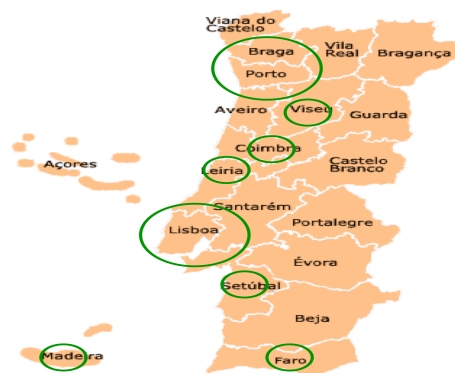 Viana do
Castelo
Braga
Vila
Real
Bragança
Porto
Aveiro
Viseu
Guarda
Coimbra
Açores
Leiria
Castelo
Branco
Santarém
Lisboa
Portalegre
Évora
Setúbal
Beja
Madeira
Faro